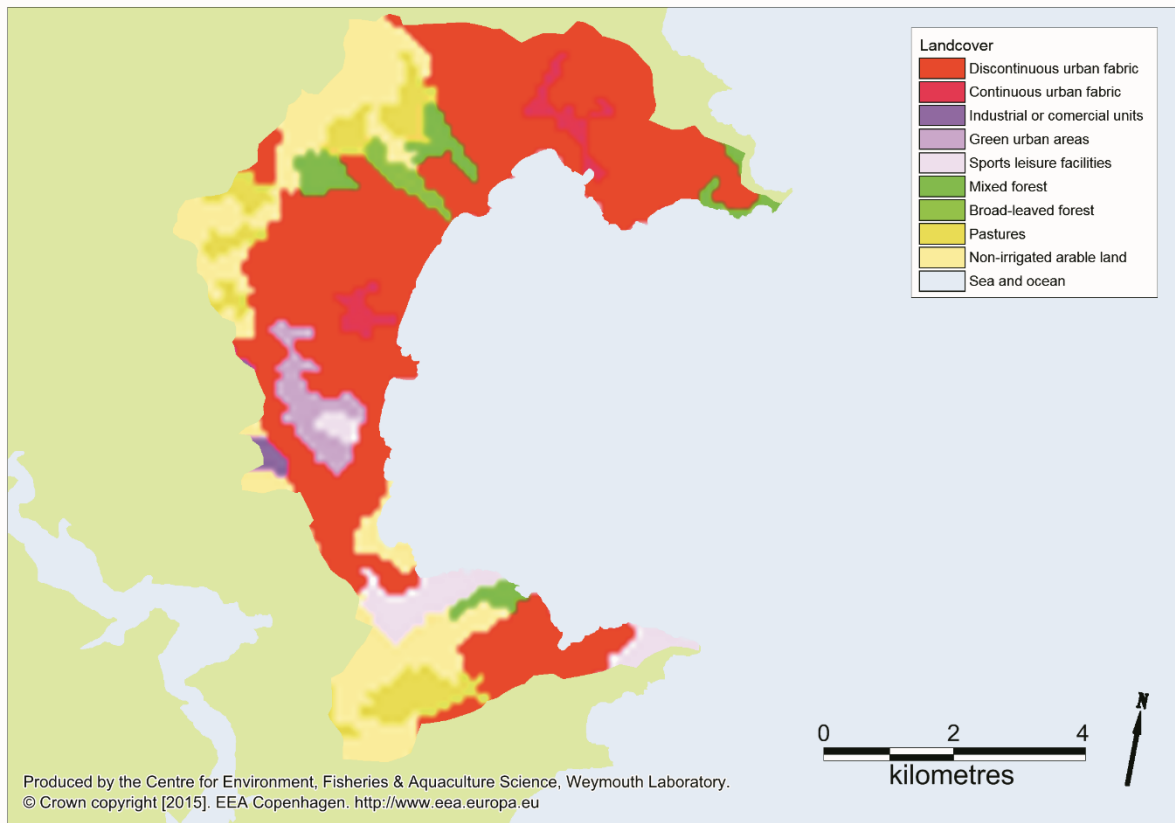 Landcover
Discontinuous urban fabric
Continuous urban fabric
Industrial or comercial units
Green urban areas
Sports leisure facilities
Mixed forest
Broad-leaved forest
Pastures
Non-irrigated arable land
Sea and ocean
N
0 2 4
kilometres
Produced by the Centre for Environment, Fisheries & Aquaculture Science, Weymouth Laboratory.
© Crown copyright [2015]. EEA Copenhagen. http://www.eea.europa.eu